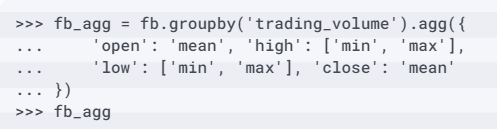 >>> fb_agg = fb.groupby('trading_volume').agg({
...     'open': 'mean', 'high': ['min', 'max'],
...     'low': ['min', 'max'], 'close': 'mean'
... })
>>> fb_agg